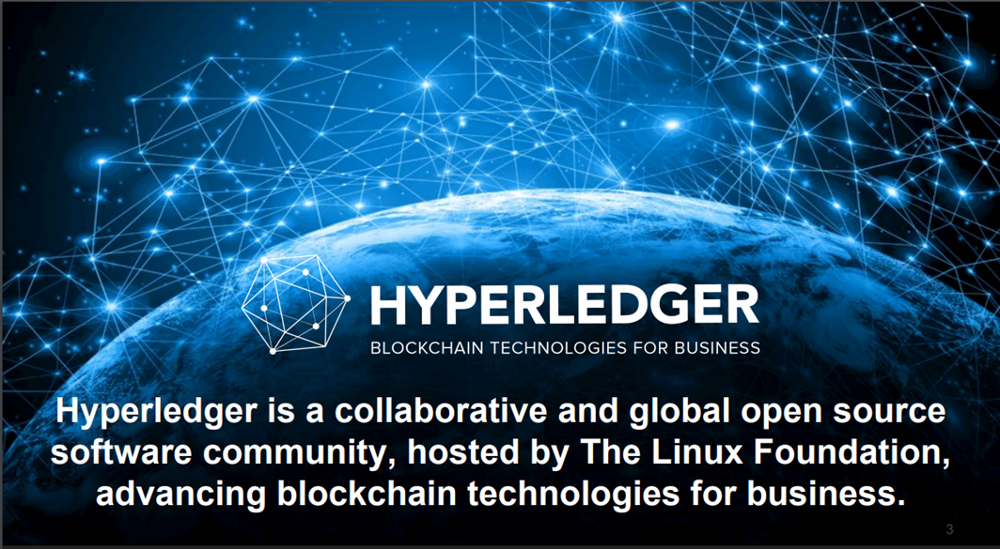 HYPERLEDGER
BLOCKCHAIN TECHNOLOGIES FOR BUSINESS
Hyperledger is a collaborative and global open source
software community, hosted by The Linux Foundation,
advancing blockchain technologies for business.
3